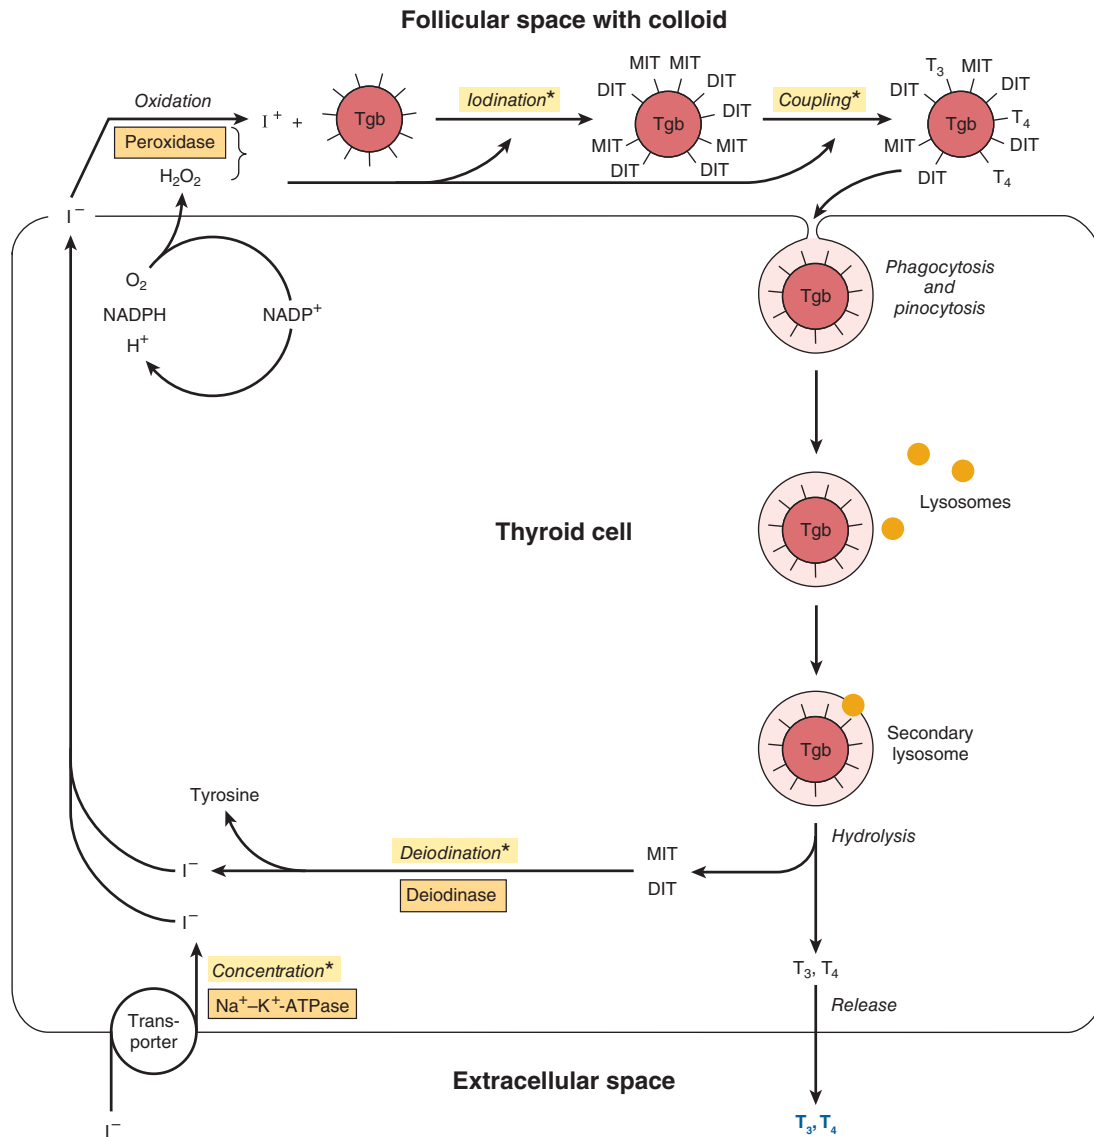 Follicular space with colloid
Oxidation
Peroxidase
H₂O₂
I⁺ +
Tgb
Iodination*
MIT MIT
DIT DIT
DIT
Tgb
MIT MIT
DIT DIT
Coupling*
T₃ MIT
DIT DIT
Tgb T₄
MIT DIT
DIT T₄
I⁻
O₂
NADPH
H⁺
NADP⁺
Tgb
Phagocytosis
and
pinocytosis
Thyroid cell
Tgb
Lysosomes
Tgb
Secondary
lysosome
Hydrolysis
Tyrosine
I⁻
Deiodination*
Deiodinase
MIT
DIT
I⁻
Concentration*
Na⁺–K⁺-ATPase
Trans-
porter
T₃, T₄
Release
Extracellular space
I⁻
T₃, T₄